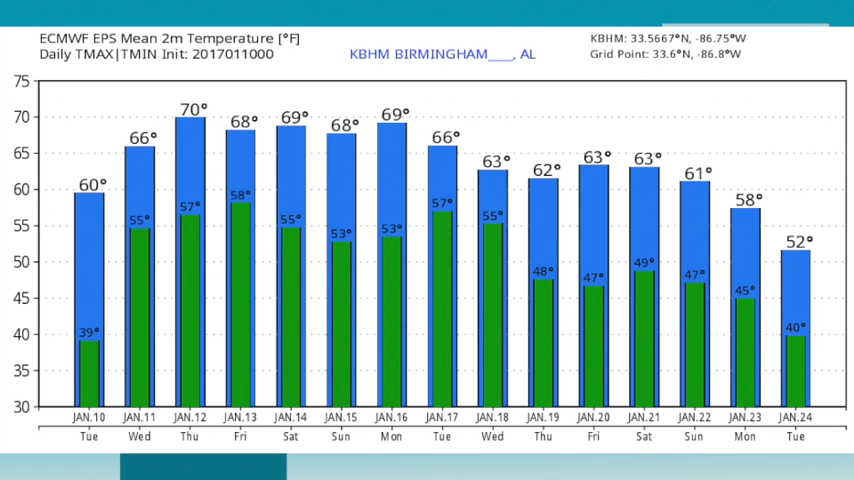 ECMWF EPS Mean 2m Temperature [°F]
Daily TMAX|TMIN Init: 2017011000
KBHM BIRMINGHAM____, AL
KBHM: 33.5667°N, -86.75°W
Grid Point: 33.6°N, -86.8°W
75
70
65
60
55
50
45
40
35
30
60° 66° 70° 68° 69° 68° 69° 66° 63° 62° 63° 63° 61° 58° 52°
39° 55° 57° 58° 55° 53° 53° 57° 55° 48° 47° 49° 47° 45° 40°
JAN.10 JAN.11 JAN.12 JAN.13 JAN.14 JAN.15 JAN.16 JAN.17 JAN.18 JAN.19 JAN.20 JAN.21 JAN.22 JAN.23 JAN.24
Tue Wed Thu Fri Sat Sun Mon Tue Wed Thu Fri Sat Sun Mon Tue